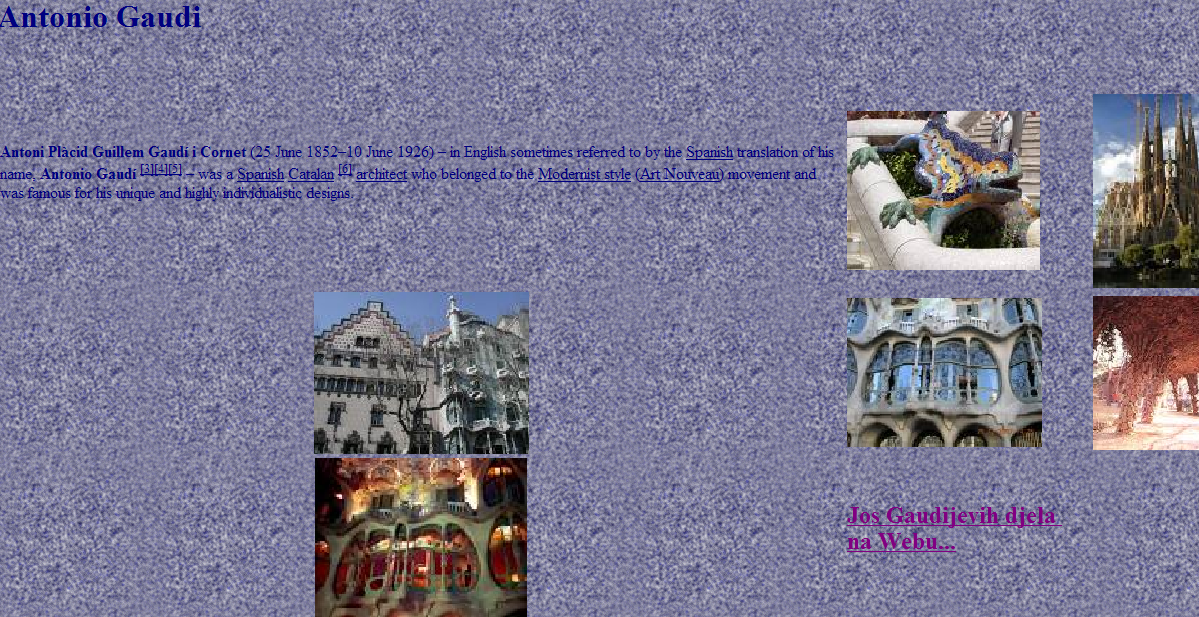 Antonio Gaudi
Antoni Plàcid Guillem Gaudí i Cornet (25 June 1852–10 June 1926) – in English sometimes referred to by the Spanish translation of his
name, Antonio Gaudí [3][4][5] – was a Spanish Catalan [6] architect who belonged to the Modernist style (Art Nouveau) movement and
was famous for his unique and highly individualistic designs.
Jos Gaudijevih djela
na Webu...